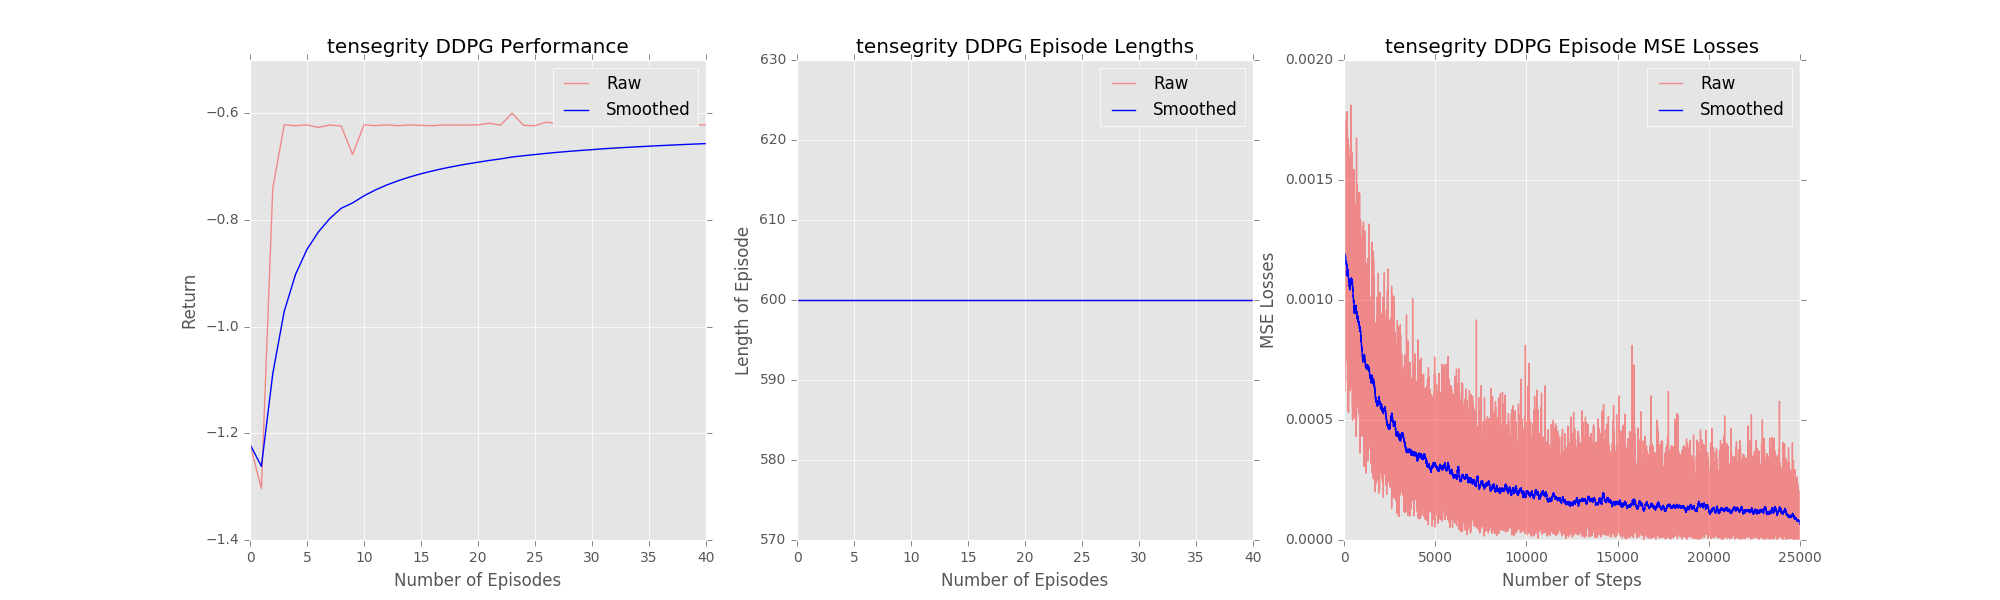 tensegrity DDPG Performance
Raw
Smoothed
−0.6
−0.8
−1.0
−1.2
−1.4
Return
0 5 10 15 20 25 30 35 40
Number of Episodes
tensegrity DDPG Episode Lengths
Raw
Smoothed
630
620
610
600
590
580
570
Length of Episode
0 5 10 15 20 25 30 35 40
Number of Episodes
tensegrity DDPG Episode MSE Losses
Raw
Smoothed
0.0020
0.0015
0.0010
0.0005
0.0000
MSE Losses
0 5000 10000 15000 20000 25000
Number of Steps